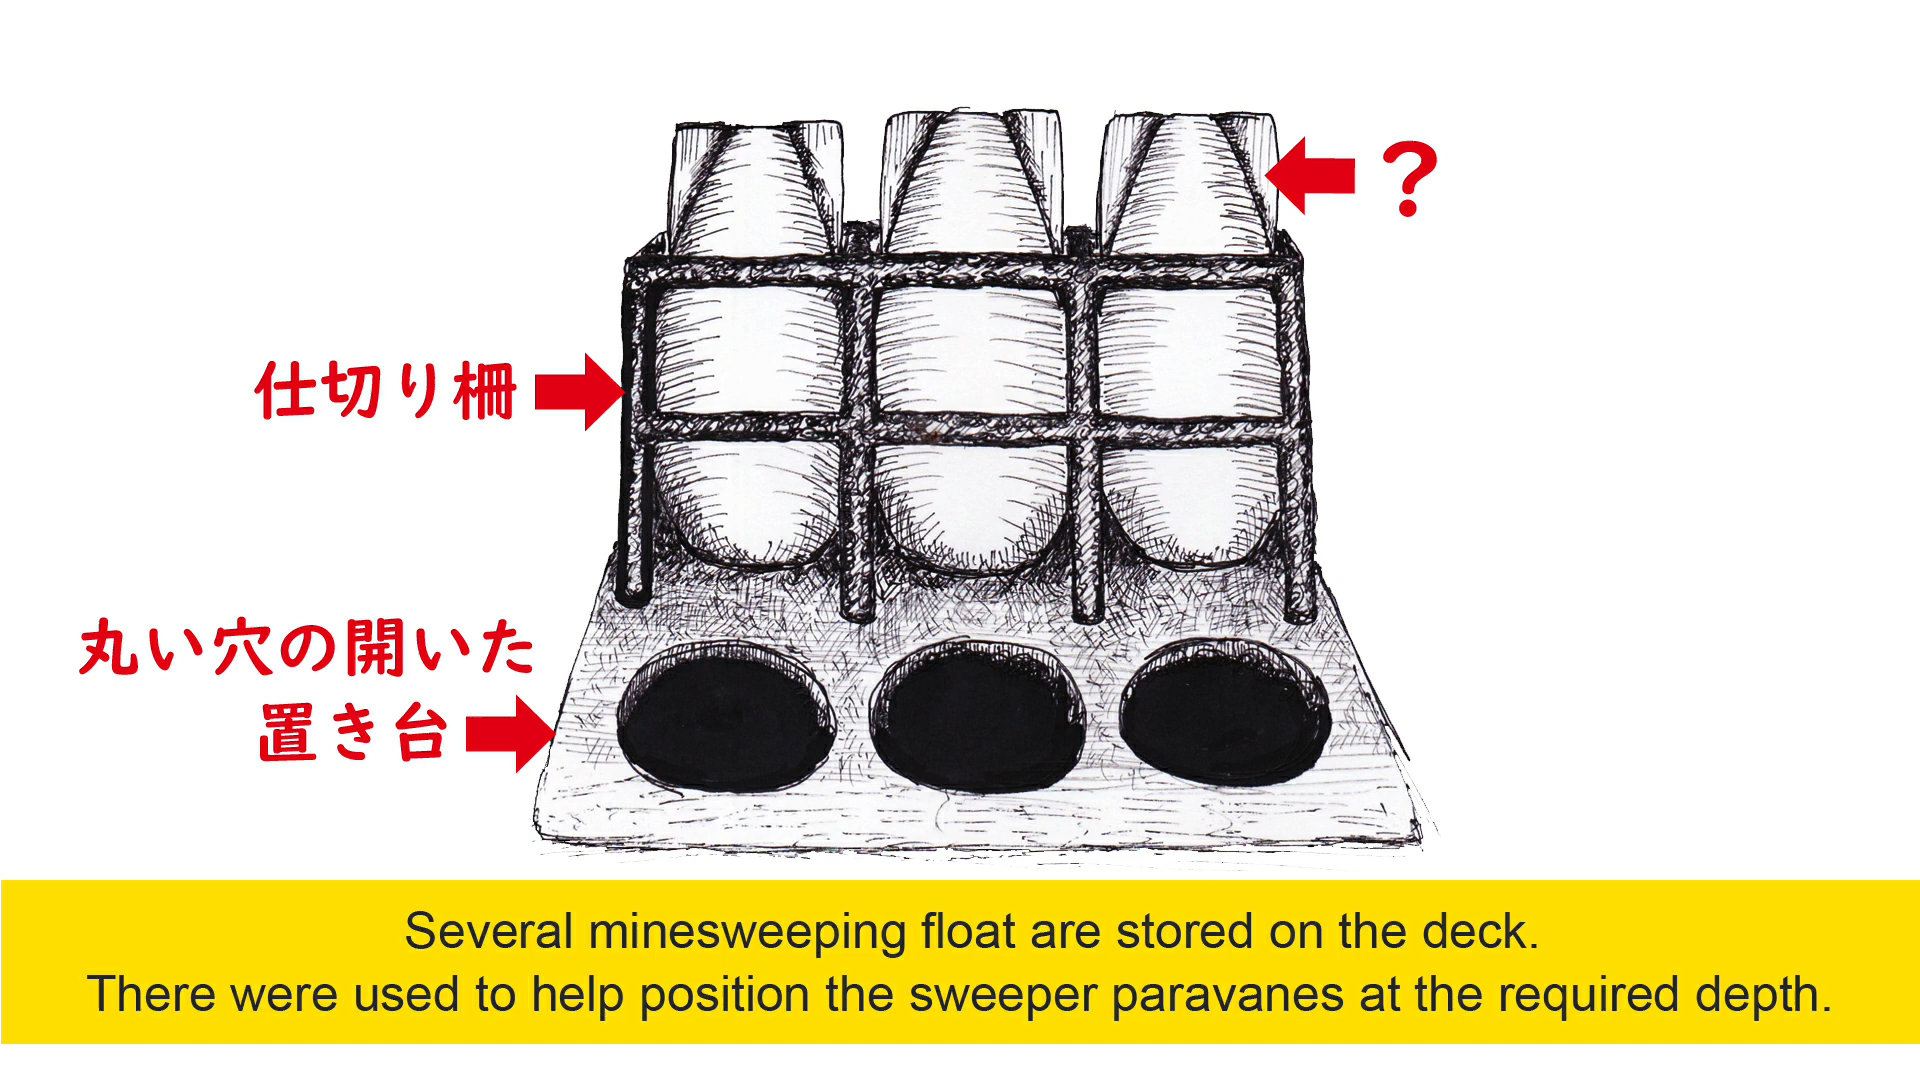 ？
仕切り柵
丸い穴の開いた
置き台
Several minesweeping float are stored on the deck.
There were used to help position the sweeper paravanes at the required depth.